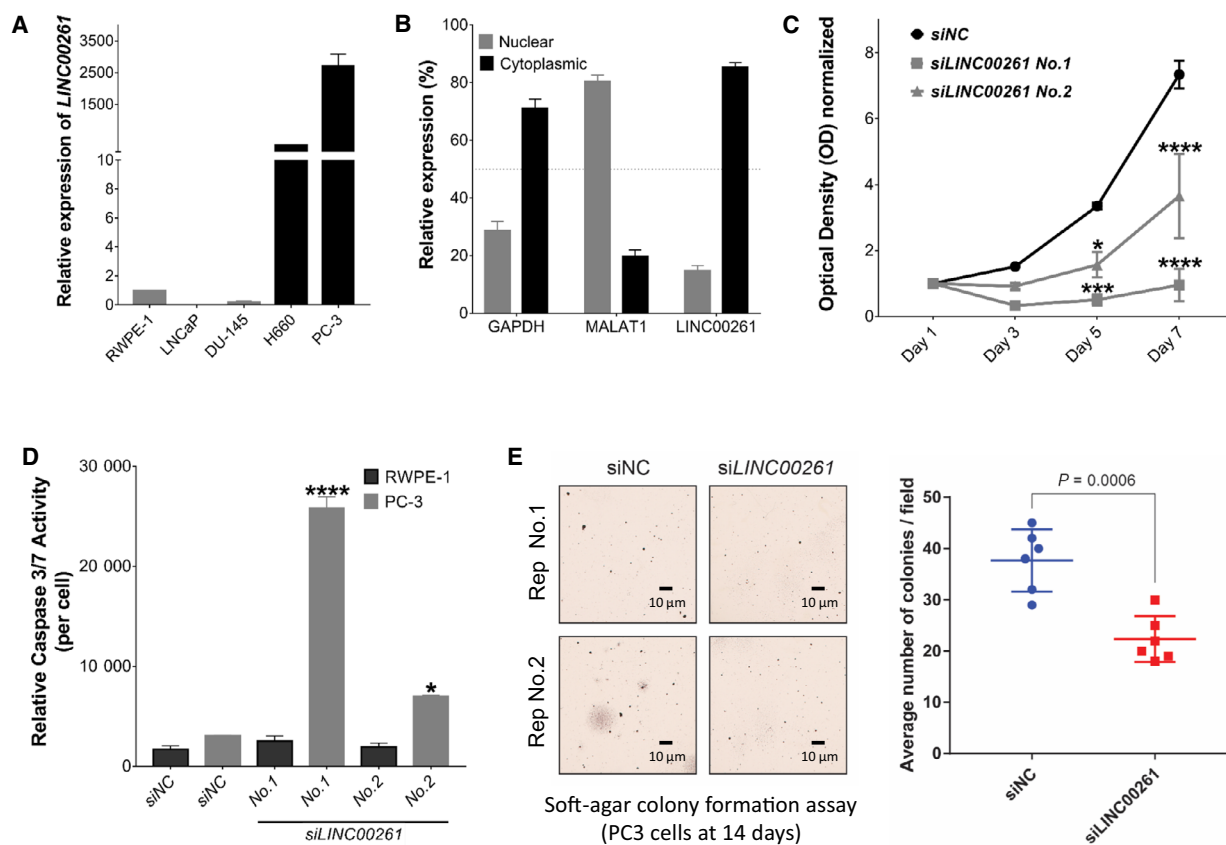 A
Relative expression of LINC00261
3500
2500
1500
10
8
6
4
2
0
RWPE-1
LNCaP
DU-145
H660
PC-3
B
Relative expression (%)
100
80
60
40
20
0
Nuclear
Cytoplasmic
GAPDH
MALAT1
LINC00261
C
Optical Density (OD) normalized
8
6
4
2
0
siNC
siLINC00261 No.1
siLINC00261 No.2
****
*
****
***
Day 1
Day 3
Day 5
Day 7
D
Relative Caspase 3/7 Activity
(per cell)
30 000
20 000
10 000
0
RWPE-1
PC-3
****
*
siNC
siNC
No.1
No.1
No.2
No.2
siLINC00261
E
siNC
siLINC00261
Rep No.1
10 µm
10 µm
Rep No.2
10 µm
10 µm
Soft-agar colony formation assay
(PC3 cells at 14 days)
Average number of colonies / field
50
40
30
20
10
0
P = 0.0006
siNC
siLINC00261